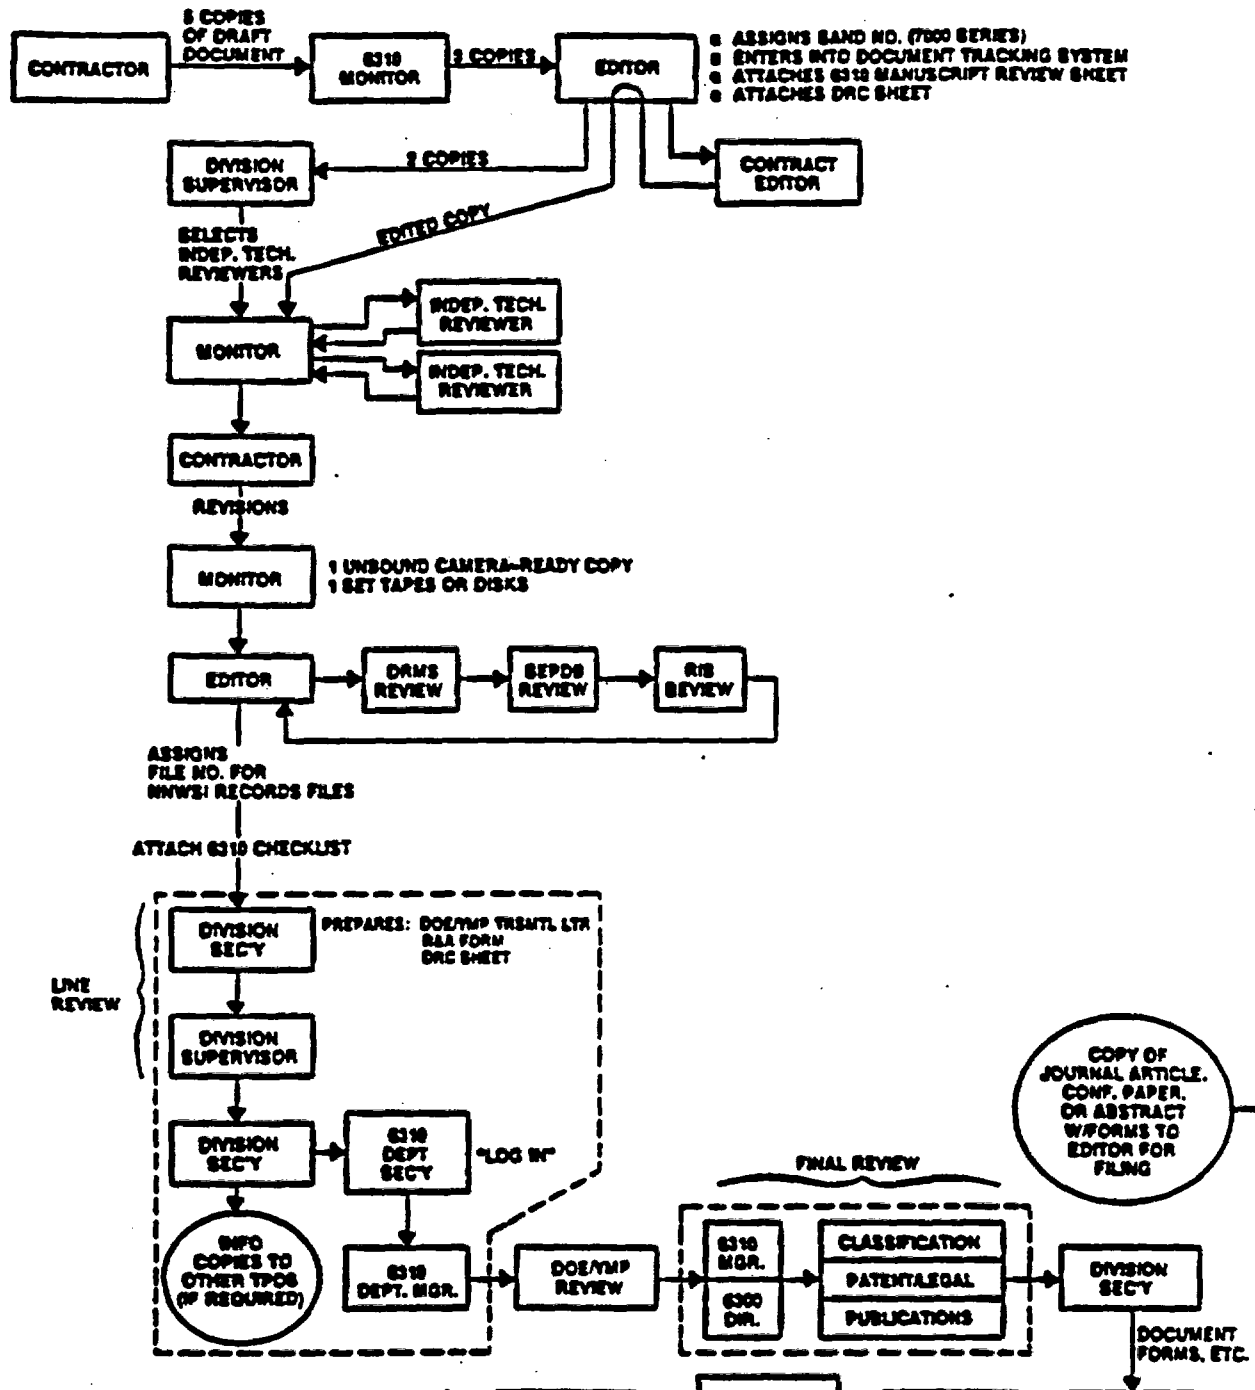 5 COPIES
OF DRAFT
DOCUMENT
CONTRACTOR
6310
MONITOR
3 COPIES
EDITOR
ASSIGNS SAND NO. (7000 SERIES)
ENTERS INTO DOCUMENT TRACKING SYSTEM
ATTACHES 6310 MANUSCRIPT REVIEW SHEET
ATTACHES DRC SHEET
DIVISION
SUPERVISOR
2 COPIES
CONTRACT
EDITOR
EDITED COPY
SELECTS
INDEP. TECH.
REVIEWERS
MONITOR
INDEP. TECH.
REVIEWER
INDEP. TECH.
REVIEWER
CONTRACTOR
REVISIONS
MONITOR
1 UNBOUND CAMERA-READY COPY
1 SET TAPES OR DISKS
EDITOR
DRMS
REVIEW
SEPDB
REVIEW
RIB
REVIEW
ASSIGNS
FILE NO. FOR
NNWSI RECORDS FILES
ATTACH 6310 CHECKLIST
LINE
REVIEW
DIVISION
SEC'Y
PREPARES: DOE/YMP TRSMTL LTR
R&A FORM
DRC SHEET
DIVISION
SUPERVISOR
DIVISION
SEC'Y
6310
DEPT
SEC'Y
"LOG IN"
INFO
COPIES TO
OTHER TPOS
(IF REQUIRED)
6310
DEPT. MGR.
DOE/YMP
REVIEW
FINAL REVIEW
6310
MGR.
6300
DIR.
CLASSIFICATION
PATENT/LEGAL
PUBLICATIONS
COPY OF
JOURNAL ARTICLE,
CONF. PAPER,
OR ABSTRACT
W/FORMS TO
EDITOR FOR
FILING
DIVISION
SEC'Y
DOCUMENT
FORMS, ETC.